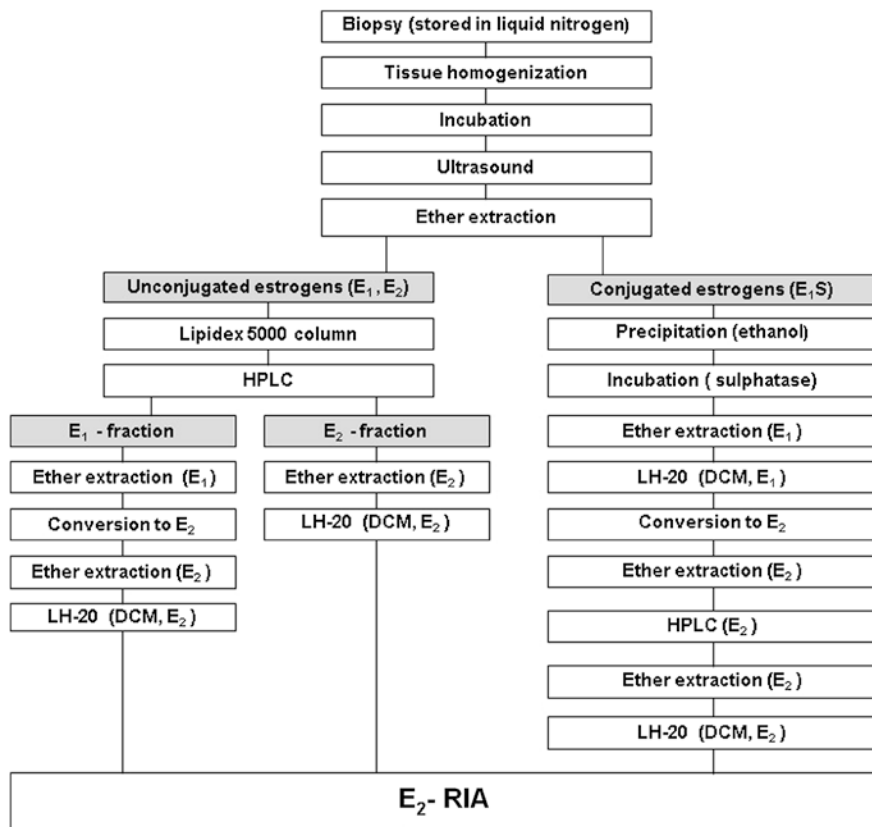 Biopsy (stored in liquid nitrogen)
Tissue homogenization
Incubation
Ultrasound
Ether extraction
Unconjugated estrogens (E₁, E₂)
Lipidex 5000 column
HPLC
E₁ - fraction
Ether extraction (E₁)
Conversion to E₂
Ether extraction (E₂)
LH-20 (DCM, E₂)
E₂ - fraction
Ether extraction (E₂)
LH-20 (DCM, E₂)
Conjugated estrogens (E₁S)
Precipitation (ethanol)
Incubation ( sulphatase)
Ether extraction (E₁)
LH-20 (DCM, E₁)
Conversion to E₂
Ether extraction (E₂)
HPLC (E₂)
Ether extraction (E₂)
LH-20 (DCM, E₂)
E₂- RIA